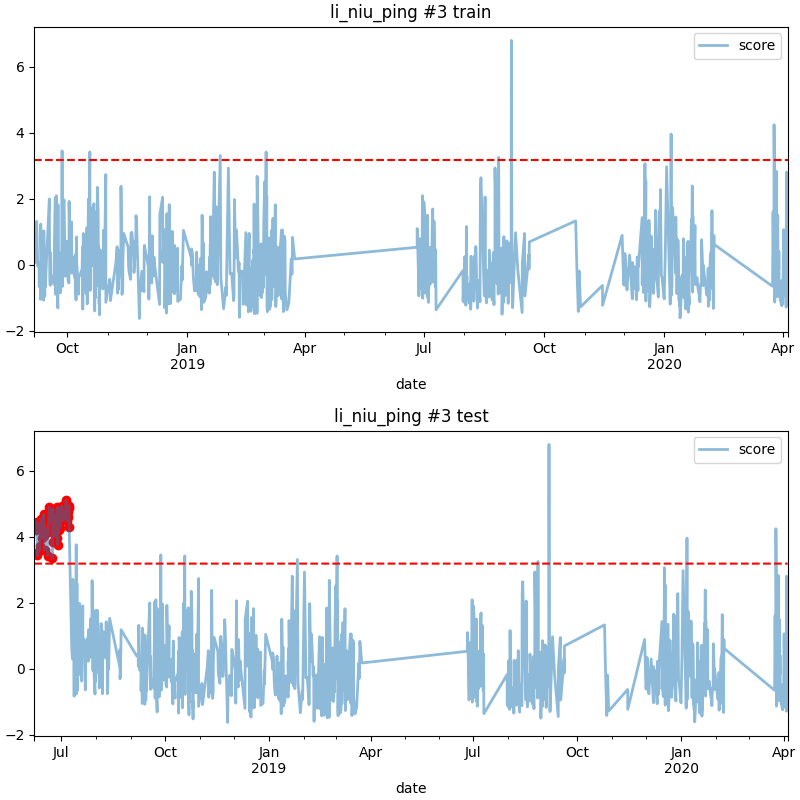 li_niu_ping #3 train
score
6
4
2
0
−2
Oct Jan Apr Jul Oct Jan Apr
2019 2020
date
li_niu_ping #3 test
score
6
4
2
0
−2
Jul Oct Jan Apr Jul Oct Jan Apr
2019 2020
date